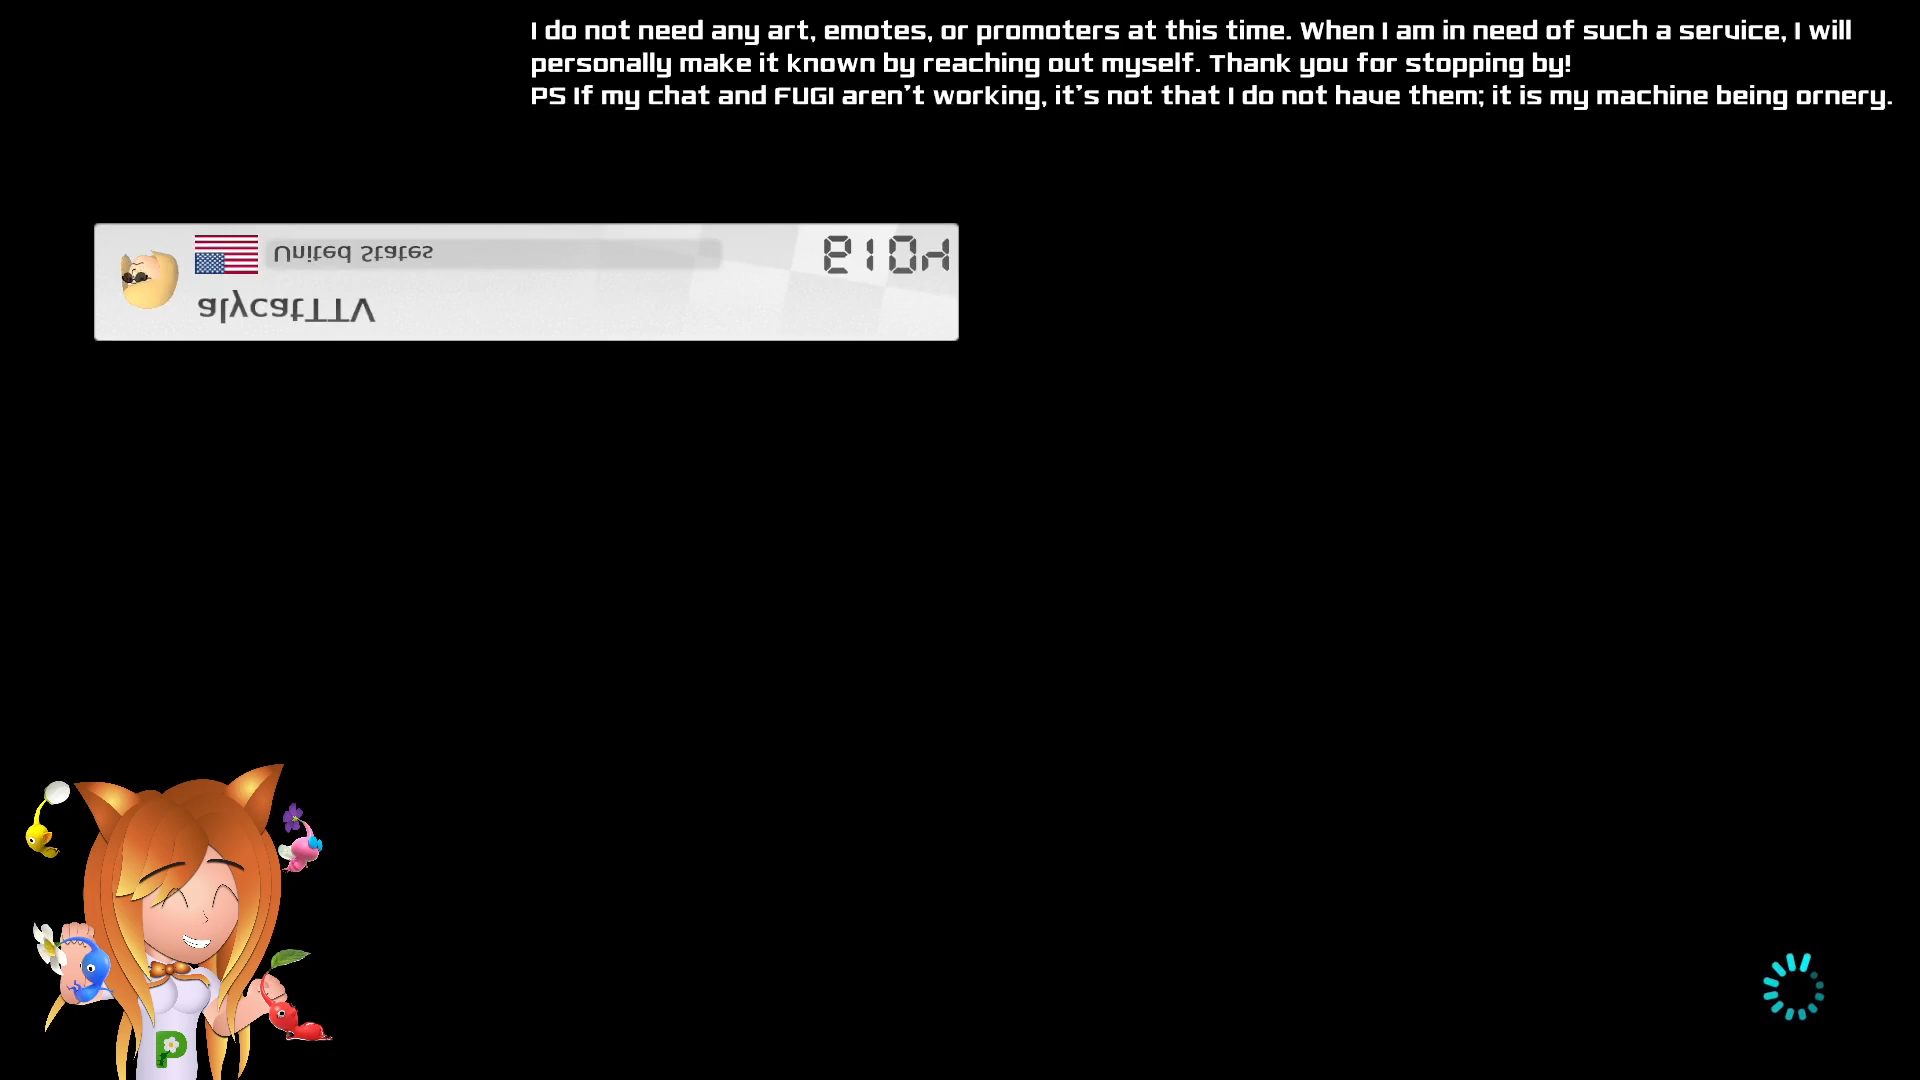 I do not need any art, emotes, or promoters at this time. When I am in need of such a service, I will
personally make it known by reaching out myself. Thank you for stopping by!
PS If my chat and FUGI aren't working, it's not that I do not have them; it is my machine being ornery.
United States 6104
alycatTTV
P